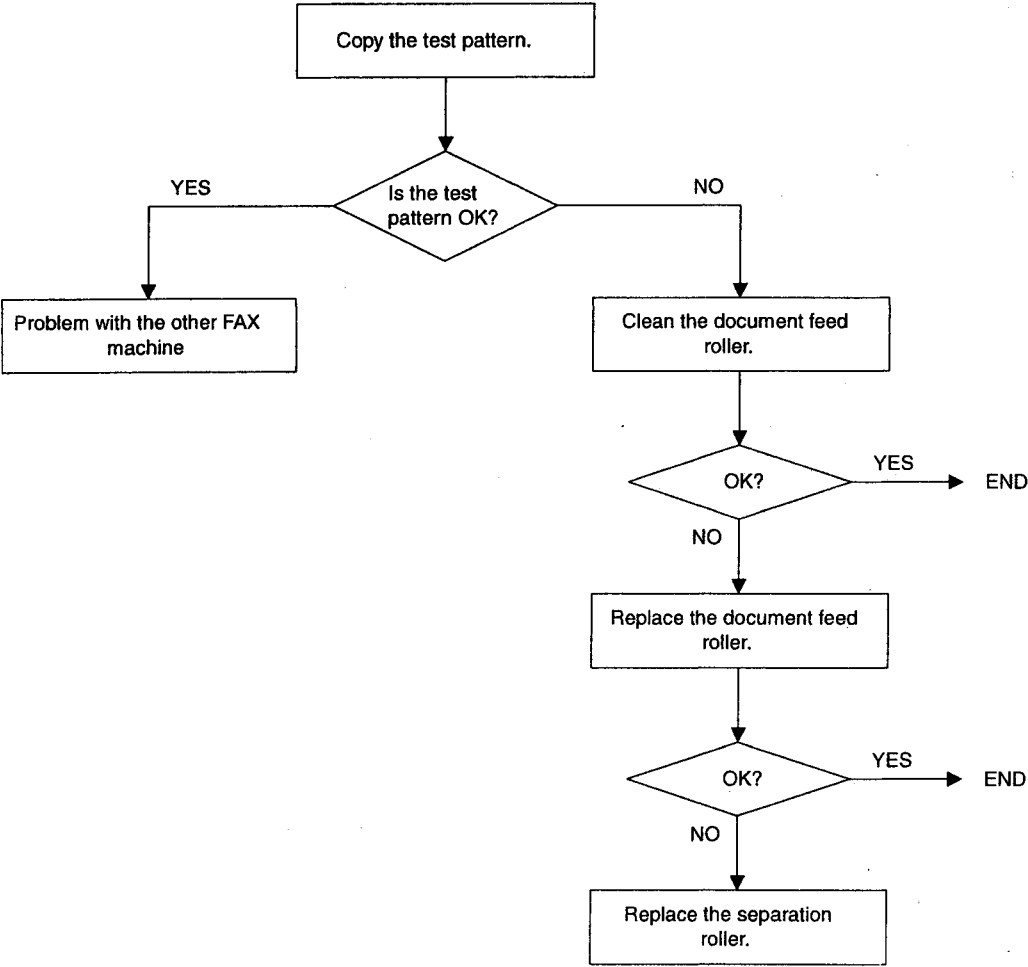 Copy the test pattern.
YES
Is the test
pattern OK?
NO
Problem with the other FAX
machine
Clean the document feed
roller.
OK?
YES
END
NO
Replace the document feed
roller.
OK?
YES
END
NO
Replace the separation
roller.